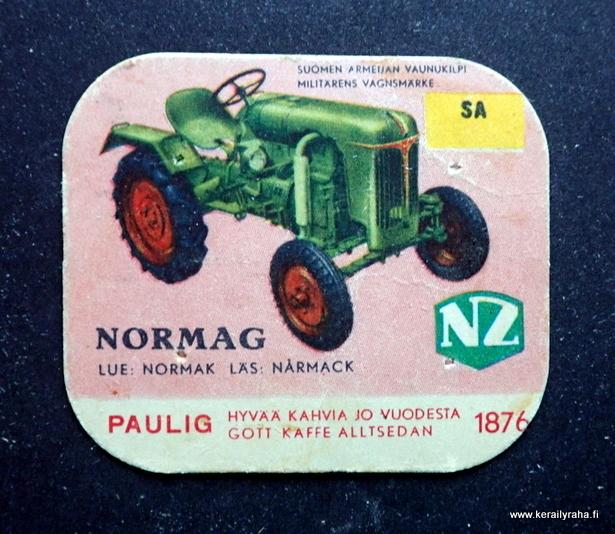 SUOMEN ARMEIJAN VAUNUKILPI
MILITÄRENS VAGNSMÄRKE
SA
NZ
NORMAG
LUE: NORMAK LÄS: NÅRMACK
PAULIG HYVÄÄ KAHVIA JO VUODESTA 1876
GOTT KAFFE ALLTSEDAN
www.kerailyraha.fi